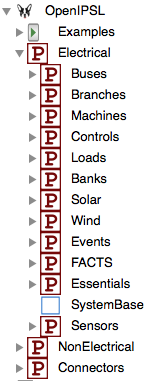 OpenIPSL
Examples
P Electrical
P Buses
P Branches
P Machines
P Controls
P Loads
P Banks
P Solar
P Wind
P Events
P FACTS
P Essentials
SystemBase
P Sensors
P NonElectrical
P Connectors